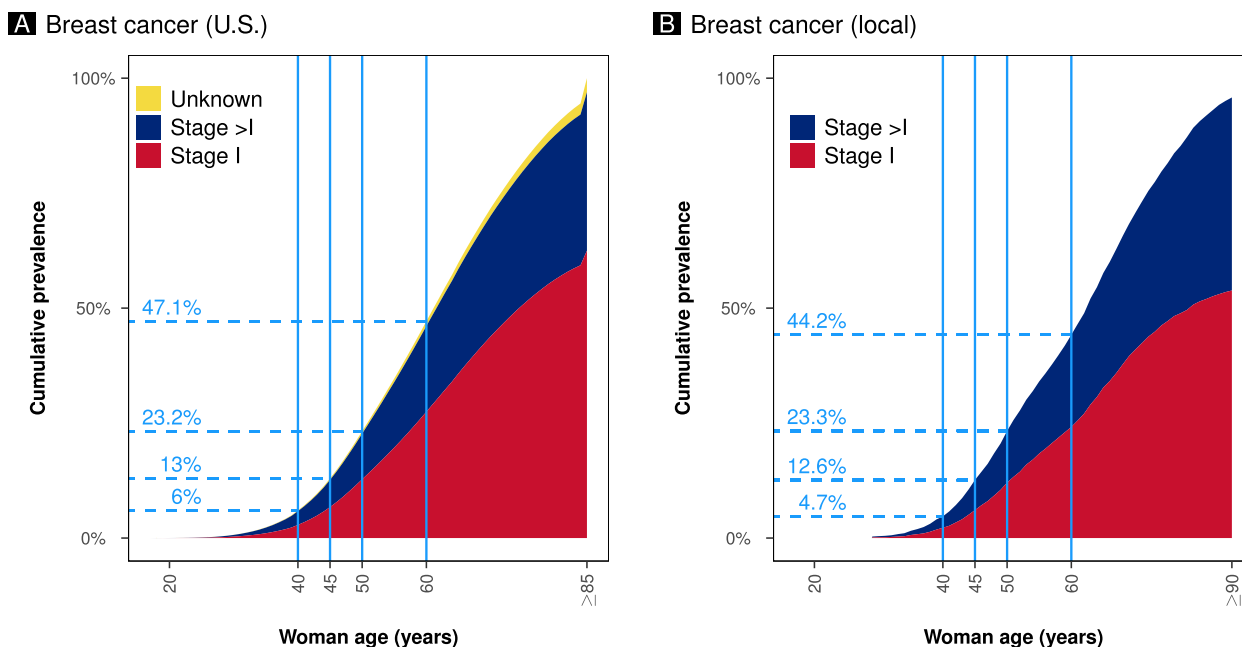 A Breast cancer (U.S.)
100%
50%
0%
Cumulative prevalence
Unknown
Stage >I
Stage I
47.1%
23.2%
13%
6%
20
40
45
50
60
≥85
Woman age (years)
B Breast cancer (local)
100%
50%
0%
Cumulative prevalence
Stage >I
Stage I
44.2%
23.3%
12.6%
4.7%
20
40
45
50
60
≥90
Woman age (years)